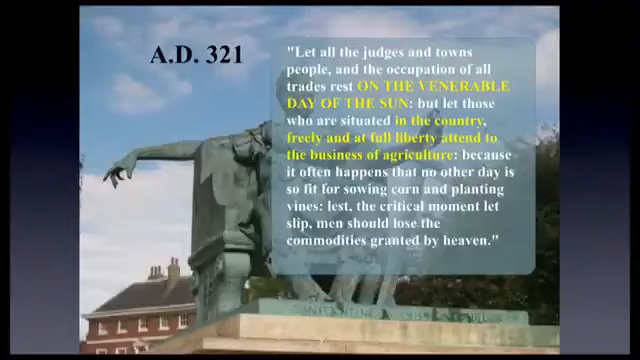 A.D. 321
"Let all the judges and towns
people, and the occupation of all
trades rest ON THE VENERABLE
DAY OF THE SUN: but let those
who are situated in the country,
freely and at full liberty attend to
the business of agriculture: because
it often happens that no other day is
so fit for sowing corn and planting
vines: lest, the critical moment let
slip, men should lose the
commodities granted by heaven."